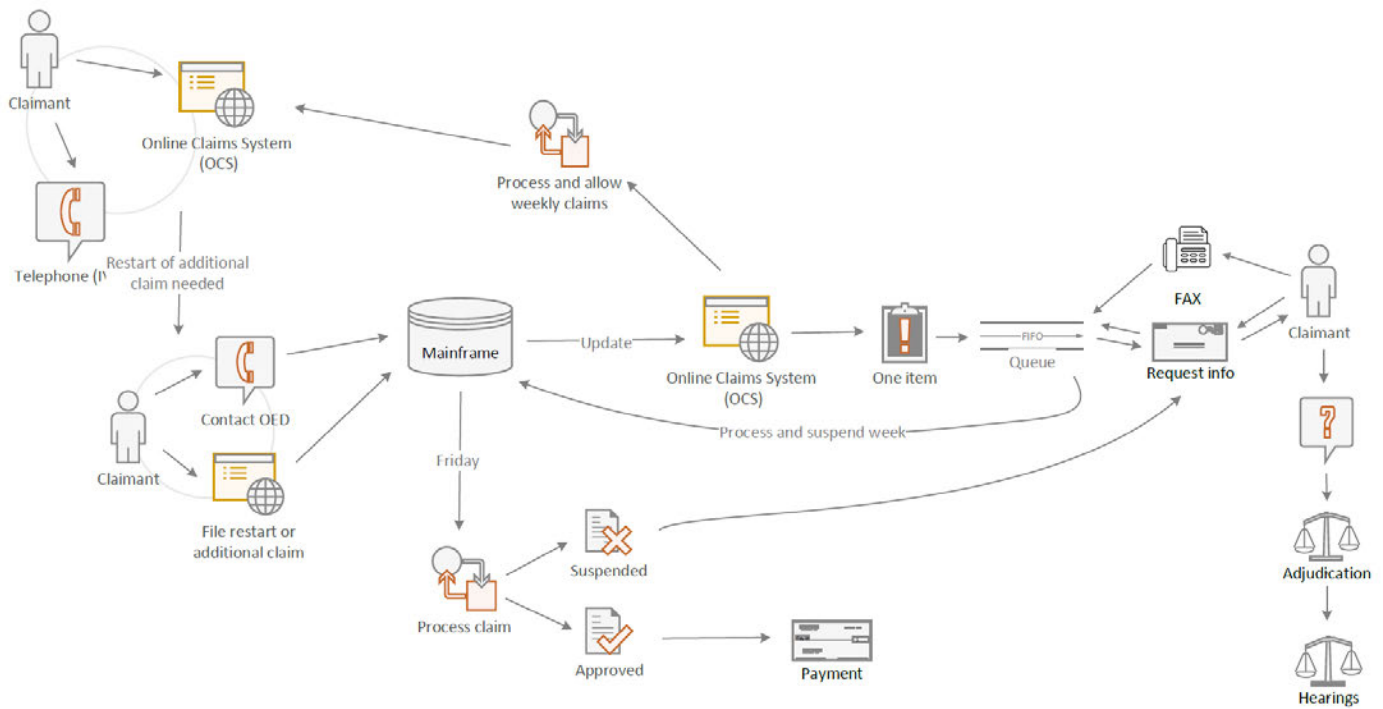 Claimant
Online Claims System
(OCS)
Process and allow
weekly claims
Telephone (I
Restart of additional
claim needed
FAX
Claimant
Mainframe
Update
FIFO
Queue
Request info
Online Claims System
(OCS)
One item
Contact OED
Process and suspend week
Claimant
Friday
File restart or
additional claim
Suspended
Adjudication
Process claim
Approved
Payment
Hearings